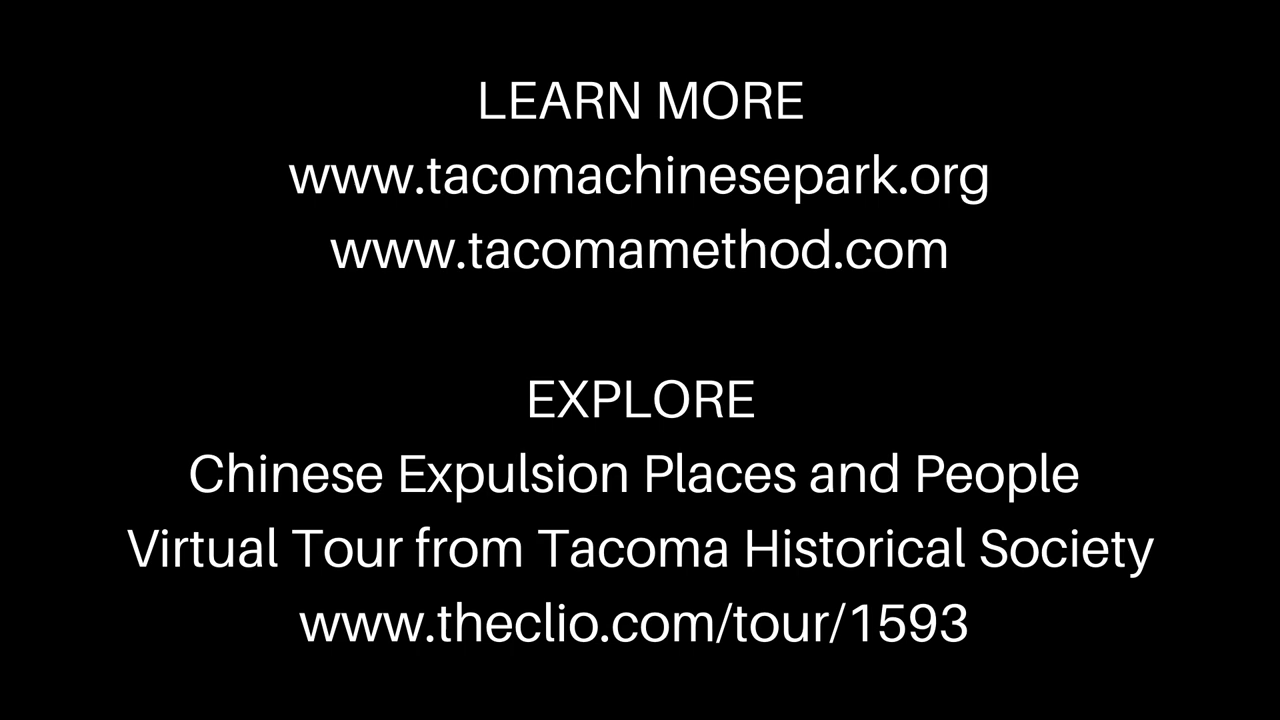 LEARN MORE
www.tacomachinesepark.org
www.tacomamethod.com
EXPLORE
Chinese Expulsion Places and People
Virtual Tour from Tacoma Historical Society
www.theclio.com/tour/1593